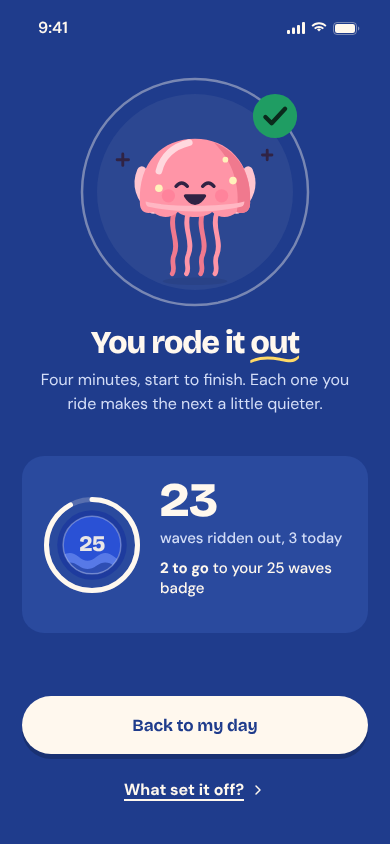 9:41
You rode it out
Four minutes, start to finish. Each one you
ride makes the next a little quieter.
25
23
waves ridden out, 3 today
2 to go to your 25 waves
badge
Back to my day
What set it off?